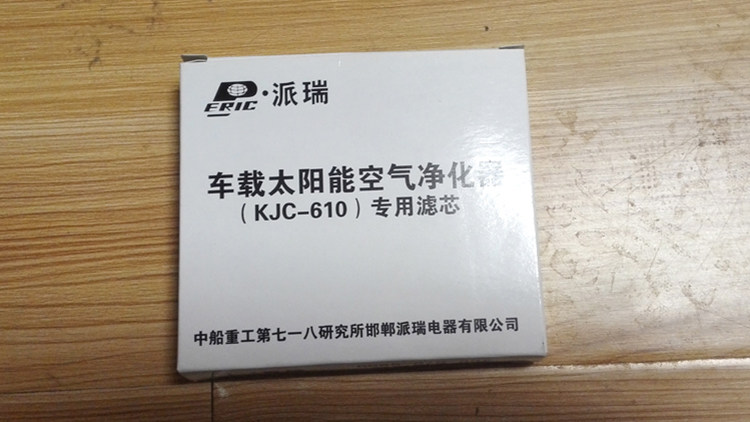 PERIC·派瑞
车载太阳能空气净化器
（KJC-610）专用滤芯
中船重工第七一八研究所邯郸派瑞电器有限公司